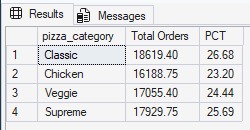 Results Messages
pizza_category Total Orders PCT
1 Classic 18619.40 26.68
2 Chicken 16188.75 23.20
3 Veggie 17055.40 24.44
4 Supreme 17929.75 25.69